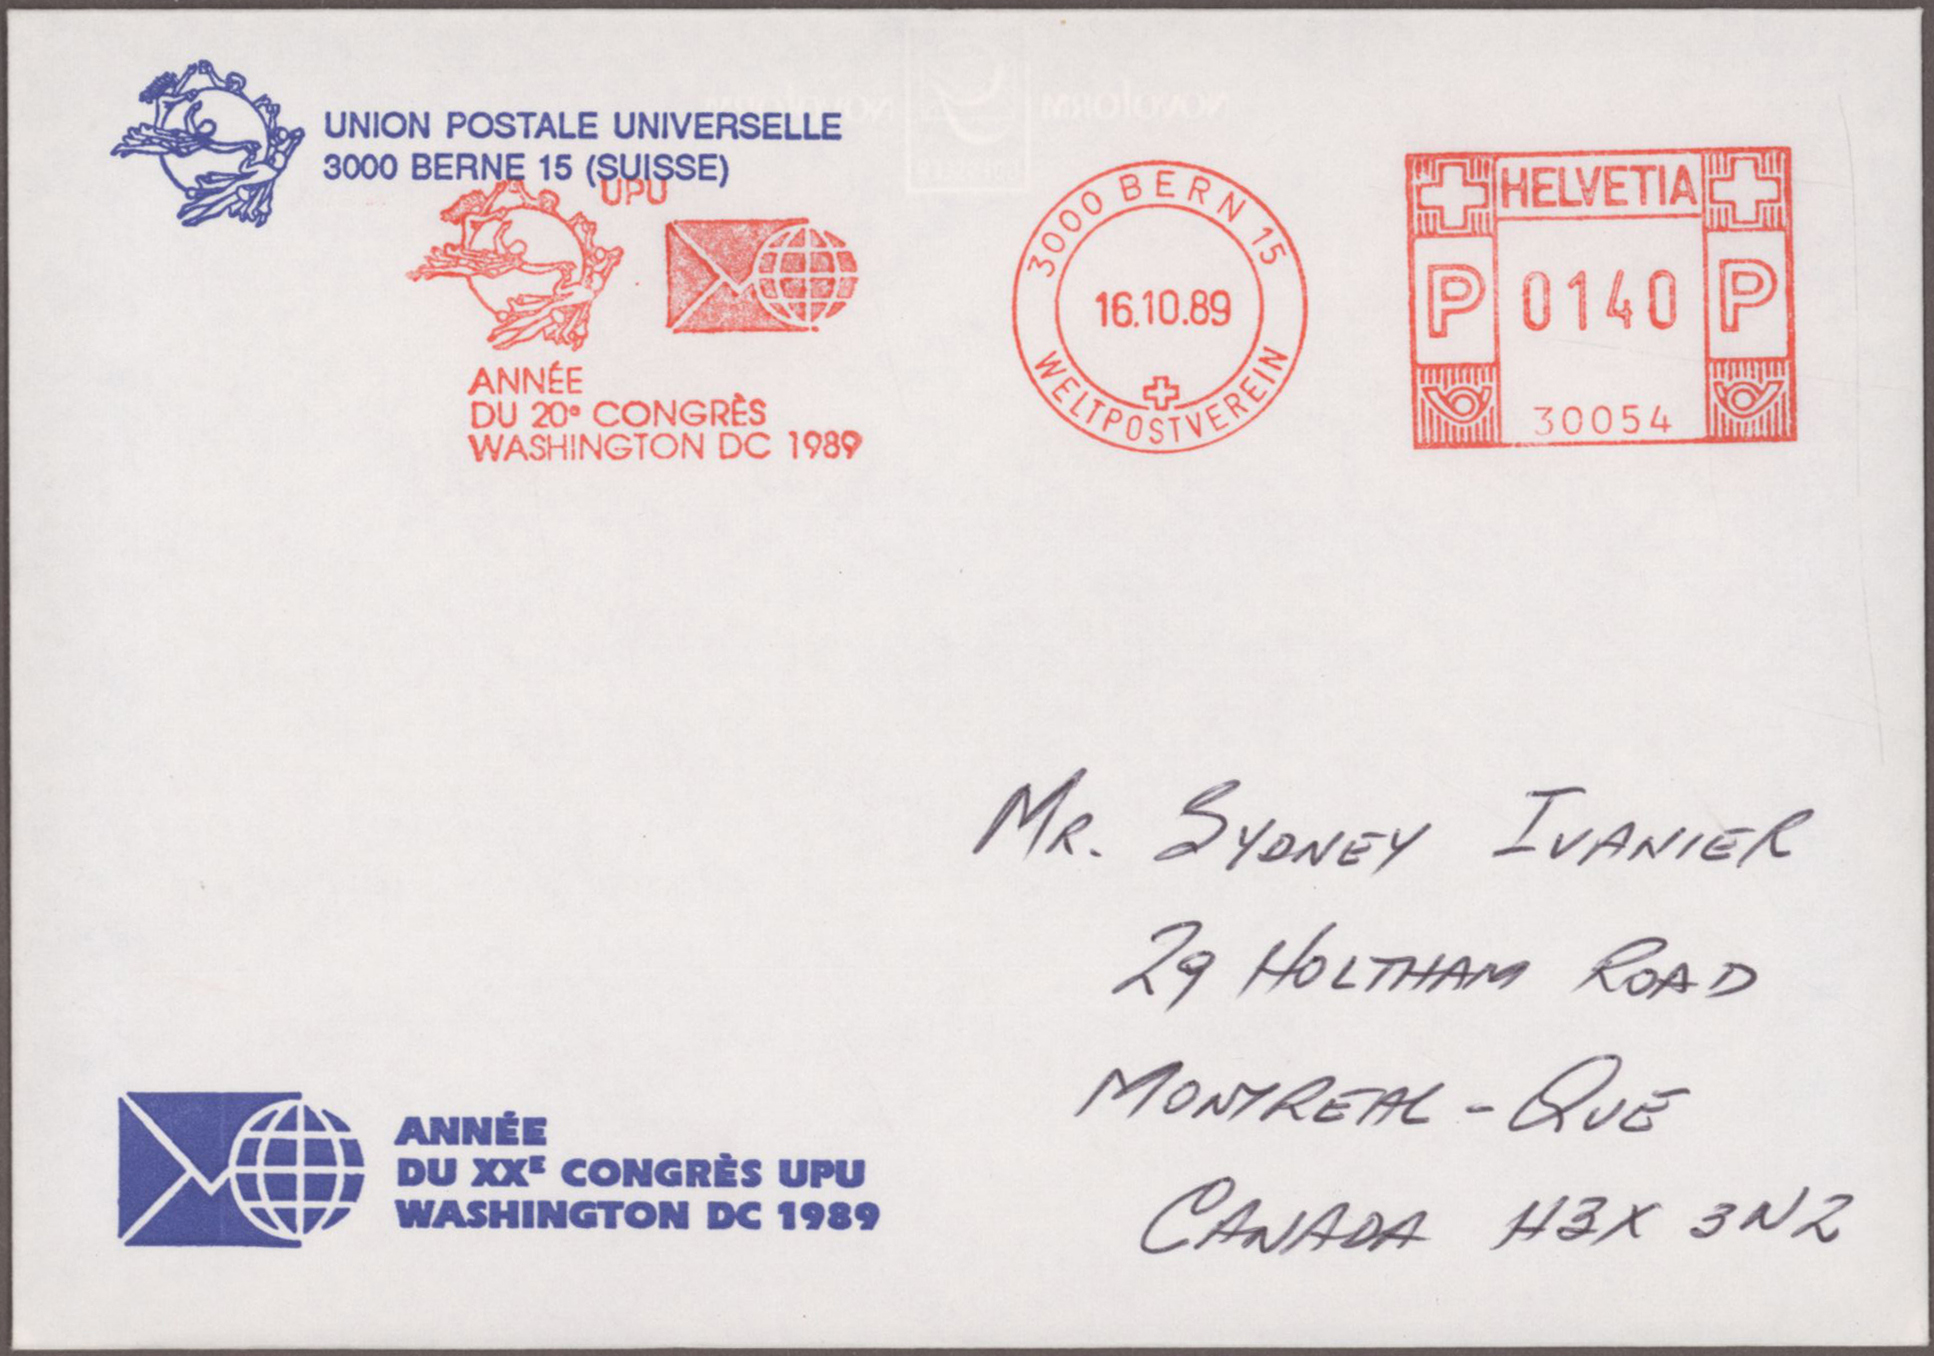 UNION POSTALE UNIVERSELLE
3000 BERNE 15 (SUISSE)
UPU
ANNÉE
DU 20e CONGRÈS
WASHINGTON DC 1989
3000 BERN 15
16.10.89
WELTPOSTVEREIN
HELVETIA
P 0140 P
30054
MR. SYDNEY IVANIER
29 HOLTHAM ROAD
MONTREAL - QUE
CANADA H3X 3N2
ANNÉE
DU XXE CONGRÈS UPU
WASHINGTON DC 1989